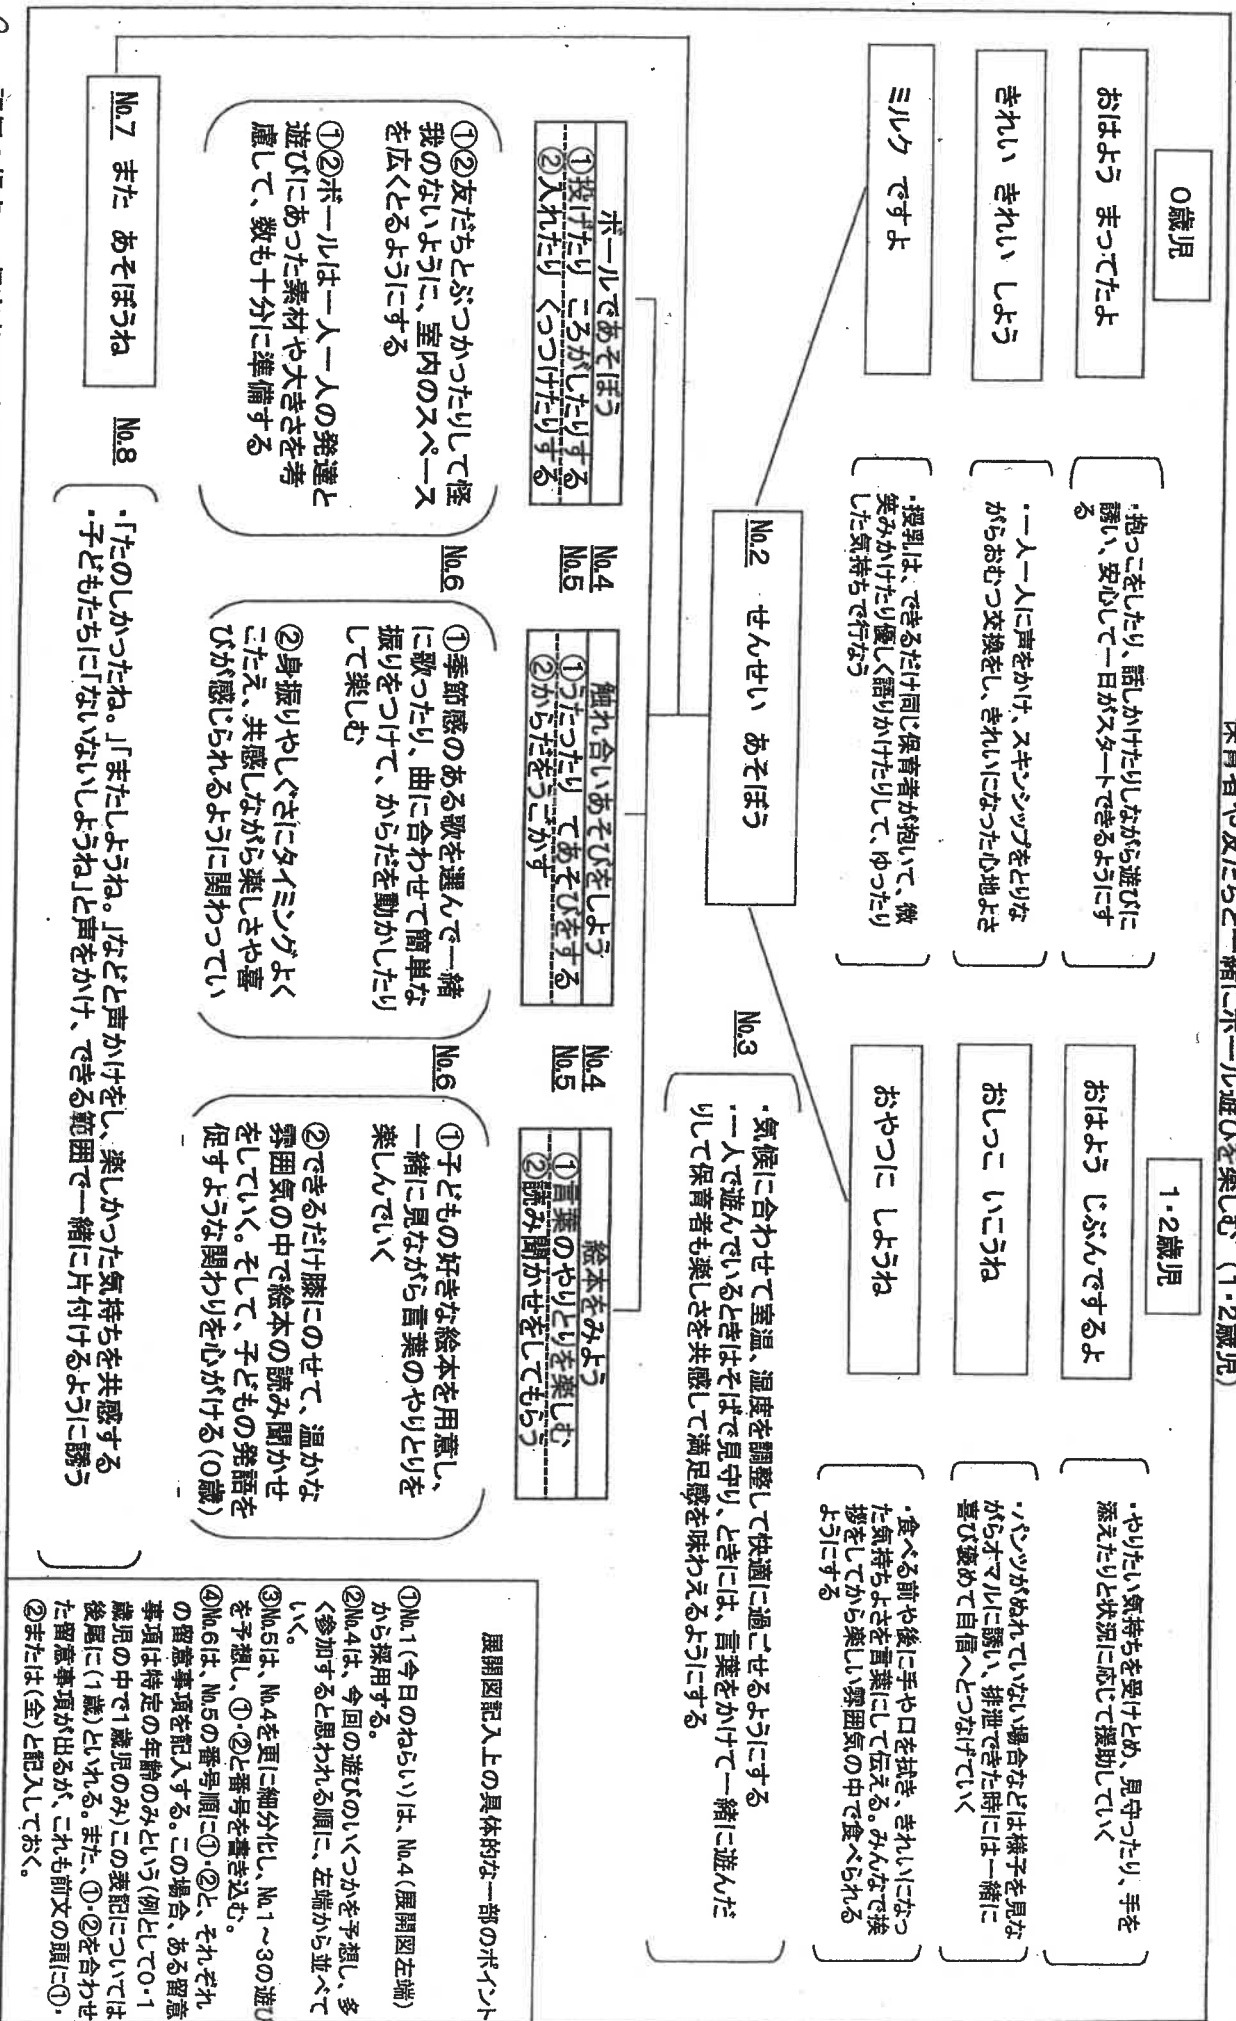 保育者や友だちと一緒にボール遊びを楽しむ（1・2歳児）
0歳児
おはよう まってたよ
・抱っこをしたり、話しかけたりしながら遊びに
誘い、安心して一日がスタートできるようにす
る
きれい きれい しよう
・一人一人に声をかけ、スキンシップをとりな
がらおむつ交換をし、きれいになった心地よさ
ミルク ですよ
・授乳は、できるだけ同じ保育者が抱いて、微
笑みかけたり優しく語りかけたりして、ゆったり
した気持ちで行なう
1・2歳児
おはよう じぶんでするよ
・やりたい気持ちを受けとめ、見守ったり、手を
添えたりと状況に応じて援助していく
おしっこ いこうね
・パンツがぬれていない場合などは様子を見な
がらオマルに誘い、排泄できた時には一緒に
喜び褒めて自信へとつなげていく
おやつに しようね
・食べる前や後に手や口を拭き、きれいになっ
た気持ちよさを言葉にして伝える。みんなで挨
拶をしてから楽しい雰囲気の中で食べられる
ようにする
No.2 せんせい あそぼう
No.3
・気候に合わせて室温、湿度を調整して快適に過ごせるようにする
・一人で遊んでいるときはそばで見守り、ときには、言葉をかけて一緒に遊んだ
りして保育者も楽しさを共感して満足感を味わえるようにする
ボールであそぼう
①投げたり ころがしたりする
②入れたり くっつけたりする
①②友だちとぶつかったりして怪
我のないように、室内のスペース
を広くとるようにする
①②ボールは一人一人の発達と
遊びにあった素材や大きさを考
慮して、数も十分に準備する
No.4
No.5
触れ合いあそびをしよう
①うたったり てあそびをする
②からだをうごかす
No.6
①季節感のある歌を選んで一緒
に歌ったり、曲に合わせて簡単な
振りをつけて、からだを動かしたり
して楽しむ
②身振りやしぐさにタイミングよく
こたえ、共感しながら楽しさや喜
びが感じられるように関わってい
No.4
No.5
絵本をみよう
①言葉のやりとりを楽しむ
②読み聞かせをしてもらう
No.6
①子どもの好きな絵本を用意し、
一緒に見ながら言葉のやりとりを
楽しんでいく
②できるだけ膝にのせて、温かな
雰囲気の中で絵本の読み聞かせ
をしていく。そして、子どもの発語を
促すような関わりを心がける（0歳）
No.7 また あそぼうね
No.8
・「たのしかったね。」「またしようね。」などと声かけをし、楽しかった気持ちを共感する
・子どもたちに「ないないしようね」と声をかけ、できる範囲で一緒に片付けるように誘う
展開図記入上の具体的な一部のポイント
①No.1（今日のねらい）は、No.4（展開図左端）
から採用する。
②No.4は、今回の遊びのいくつかを予想し、多
く参加すると思われる順に、左端から並べて
いく。
③No.5は、No.4を更に細分化し、No.1～3の遊び
を予想し、①・②と番号を書き込む。
④No.6は、No.5の番号順に①・②と、それぞれ
の留意事項を記入する。この場合、ある留意
事項は特定の年齢のみという（例として0・1
歳児の中で1歳児のみ）この表記については
後尾に（1歳）といれる。また、①・②を合わせ
た留意事項が出るが、これも前文の頭に①・
②または（全）と記入しておく。